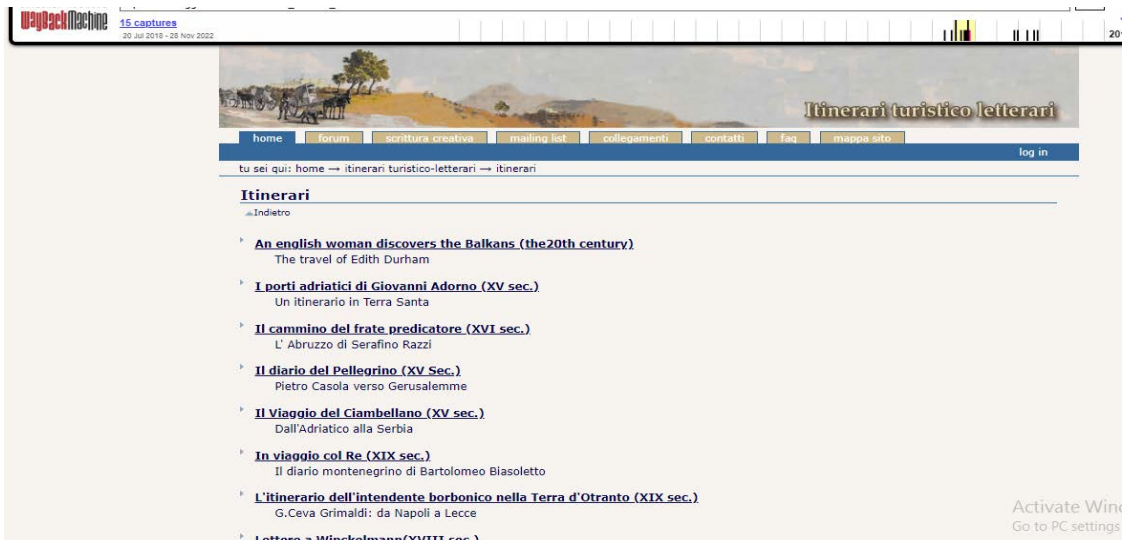 WayBackMachine
15 captures
20 Jul 2018 - 28 Nov 2022
Itinerari turistico letterari
home forum scrittura creativa mailing list collegamenti contatti faq mappa sito
log in
tu sei qui: home → itinerari turistico-letterari → itinerari
Itinerari
Indietro
An english woman discovers the Balkans (the20th century)
The travel of Edith Durham
I porti adriatici di Giovanni Adorno (XV sec.)
Un itinerario in Terra Santa
Il cammino del frate predicatore (XVI sec.)
L' Abruzzo di Serafino Razzi
Il diario del Pellegrino (XV Sec.)
Pietro Casola verso Gerusalemme
Il Viaggio del Ciambellano (XV sec.)
Dall'Adriatico alla Serbia
In viaggio col Re (XIX sec.)
Il diario montenegrino di Bartolomeo Biasoletto
L'itinerario dell'intendente borbonico nella Terra d'Otranto (XIX sec.)
G.Ceva Grimaldi: da Napoli a Lecce
Lettere a Winckelmann(XVIII sec.)
Activate Wind
Go to PC settings